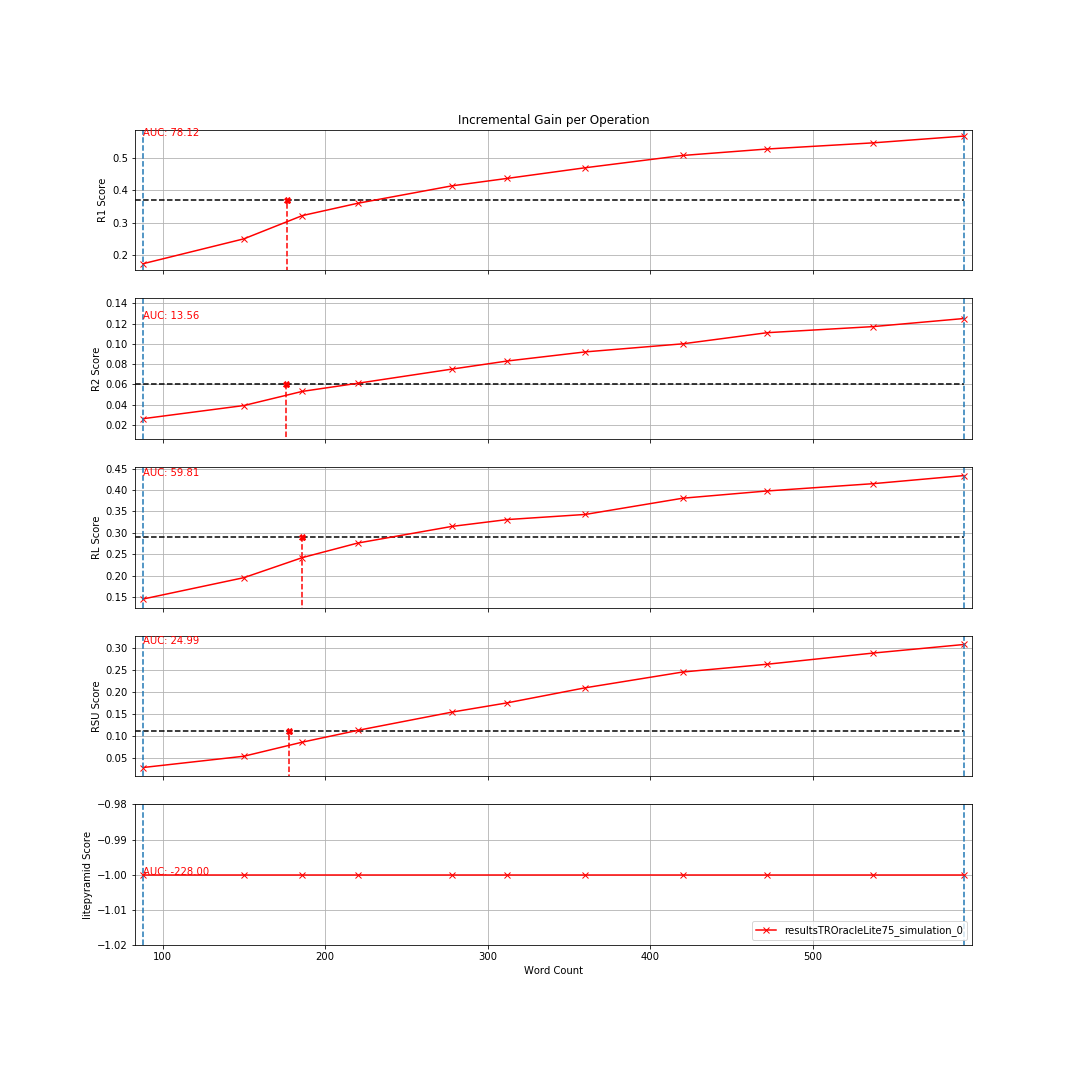 Incremental Gain per Operation
AUC: 78.12
0.5
0.4
0.3
0.2
R1 Score
AUC: 13.56
0.14
0.12
0.10
0.08
0.06
0.04
0.02
R2 Score
AUC: 59.81
0.45
0.40
0.35
0.30
0.25
0.20
0.15
RL Score
AUC: 24.99
0.30
0.25
0.20
0.15
0.10
0.05
RSU Score
AUC: -228.00
−0.98
−0.99
−1.00
−1.01
−1.02
litepyramid Score
resultsTROracleLite75_simulation_0
100 200 300 400 500
Word Count